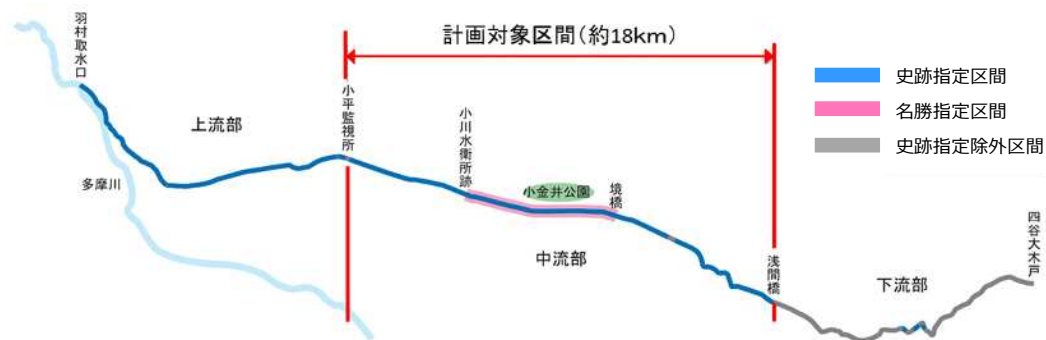 計画対象区間(約18km)
羽村取水口
上流部
多摩川
小平監視所
小川水衛所跡
小金井公園
境橋
中流部
浅間橋
下流部
四谷大木戸
史跡指定区間
名勝指定区間
史跡指定除外区間